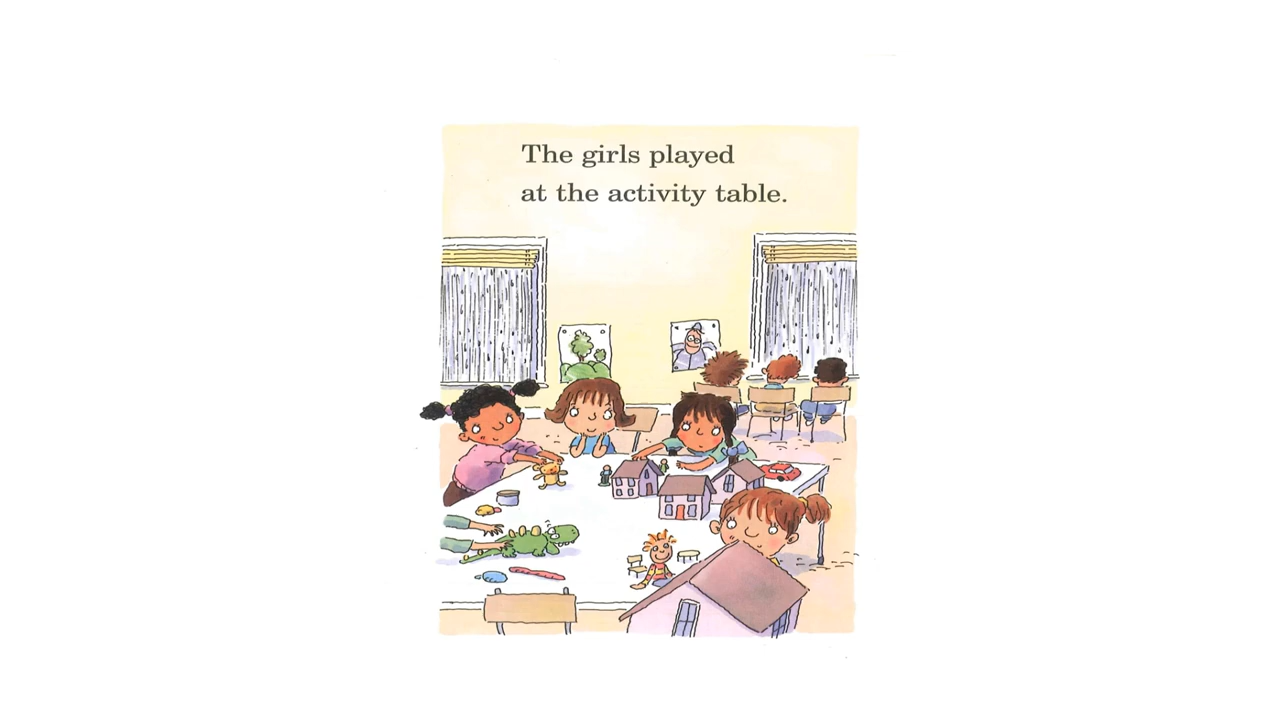 The girls played
at the activity table.